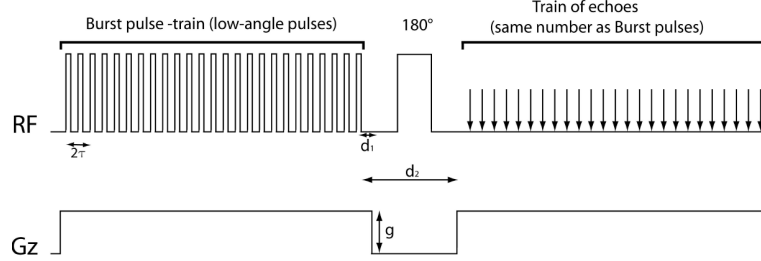 Burst pulse -train (low-angle pulses)
180°
Train of echoes
(same number as Burst pulses)
RF
2τ
d₁
d₂
g
Gz